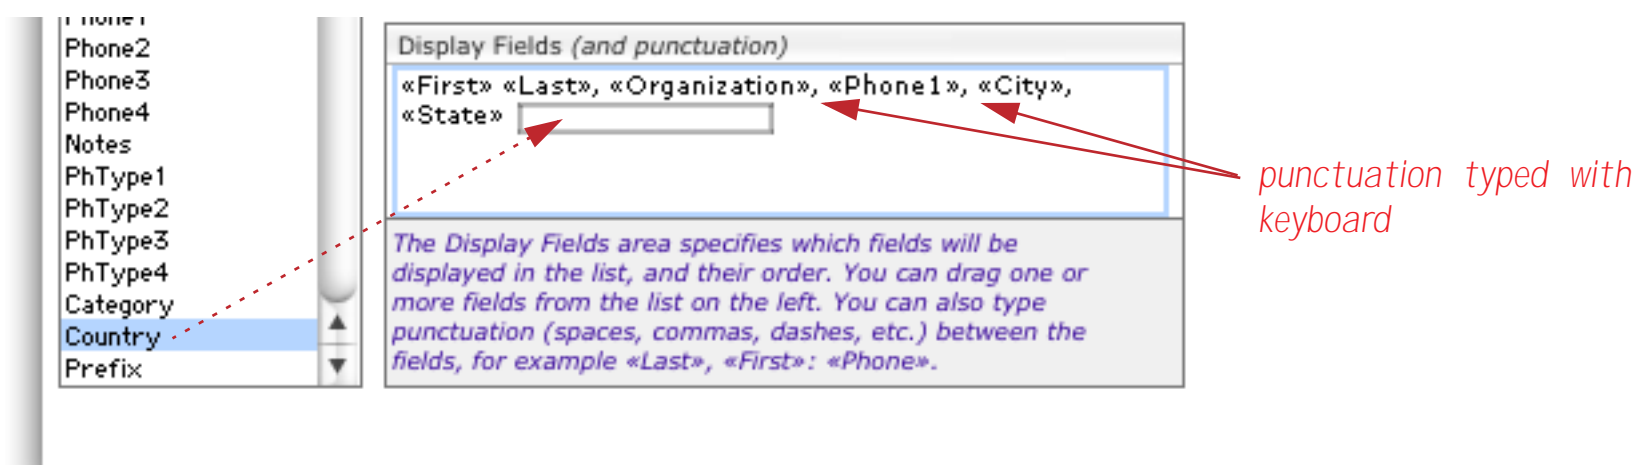 Phone1
Phone2
Phone3
Phone4
Notes
PhType1
PhType2
PhType3
PhType4
Category
Country
Prefix
Display Fields (and punctuation)
«First» «Last», «Organization», «Phone1», «City»,
«State»
The Display Fields area specifies which fields will be
displayed in the list, and their order. You can drag one or
more fields from the list on the left. You can also type
punctuation (spaces, commas, dashes, etc.) between the
fields, for example «Last», «First»: «Phone».
punctuation typed with
keyboard